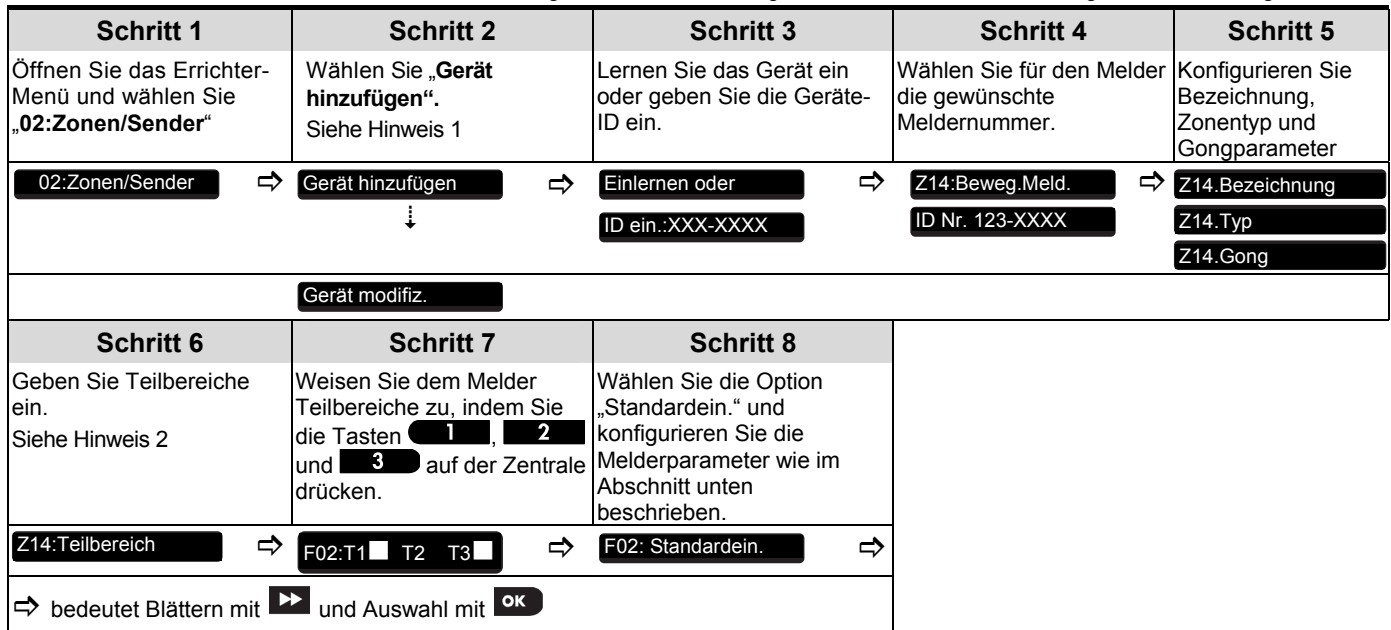 Schritt 1
Schritt 2
Schritt 3
Schritt 4
Schritt 5
Öffnen Sie das Errichter-
Menü und wählen Sie
„02:Zonen/Sender“
Wählen Sie „Gerät
hinzufügen“.
Siehe Hinweis 1
Lernen Sie das Gerät ein
oder geben Sie die Geräte-
ID ein.
Wählen Sie für den Melder
die gewünschte
Meldernummer.
Konfigurieren Sie
Bezeichnung,
Zonentyp und
Gongparameter
02:Zonen/Sender ⇨
Gerät hinzufügen ⇨
Einlernen oder ⇨
ID ein.:XXX-XXXX
Z14:Beweg.Meld. ⇨
ID Nr. 123-XXXX
Z14.Bezeichnung
Z14.Typ
Z14.Gong
Gerät modifiz.
Schritt 6
Schritt 7
Schritt 8
Geben Sie Teilbereiche
ein.
Siehe Hinweis 2
Weisen Sie dem Melder
Teilbereiche zu, indem Sie
die Tasten 1, 2
und 3 auf der Zentrale
drücken.
Wählen Sie die Option
„Standardein.“ und
konfigurieren Sie die
Melderparameter wie im
Abschnitt unten
beschrieben.
Z14:Teilbereich ⇨
F02:T1■ T2 T3■ ⇨
F02: Standardein. ⇨
⇨ bedeutet Blättern mit ▶▶ und Auswahl mit OK